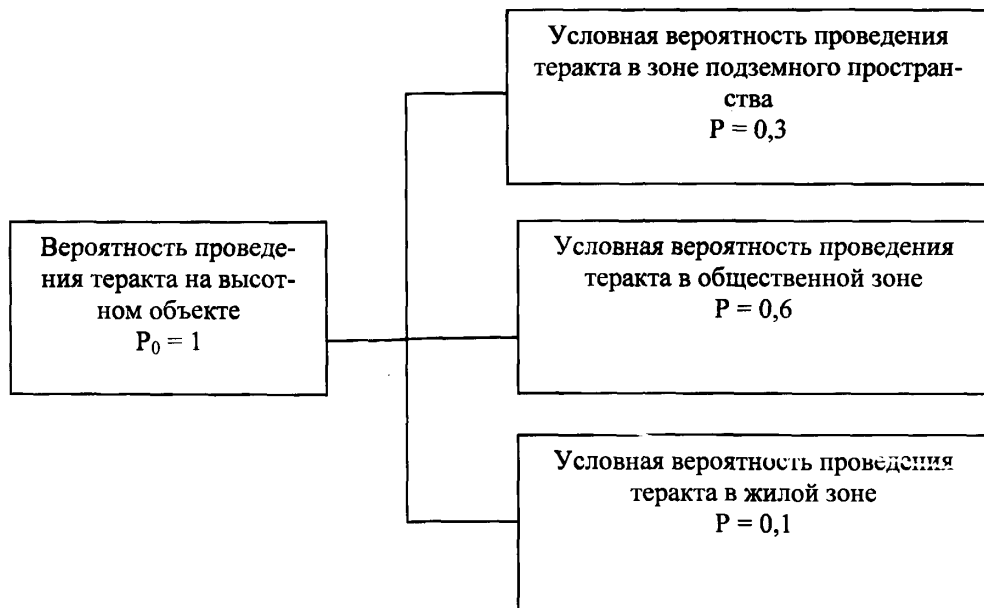 Условная вероятность проведения
теракта в зоне подземного простран-
ства
Р = 0,3
Вероятность проведе-
ния теракта на высот-
ном объекте
Р₀ = 1
Условная вероятность проведения
теракта в общественной зоне
Р = 0,6
Условная вероятность проведения
теракта в жилой зоне
Р = 0,1